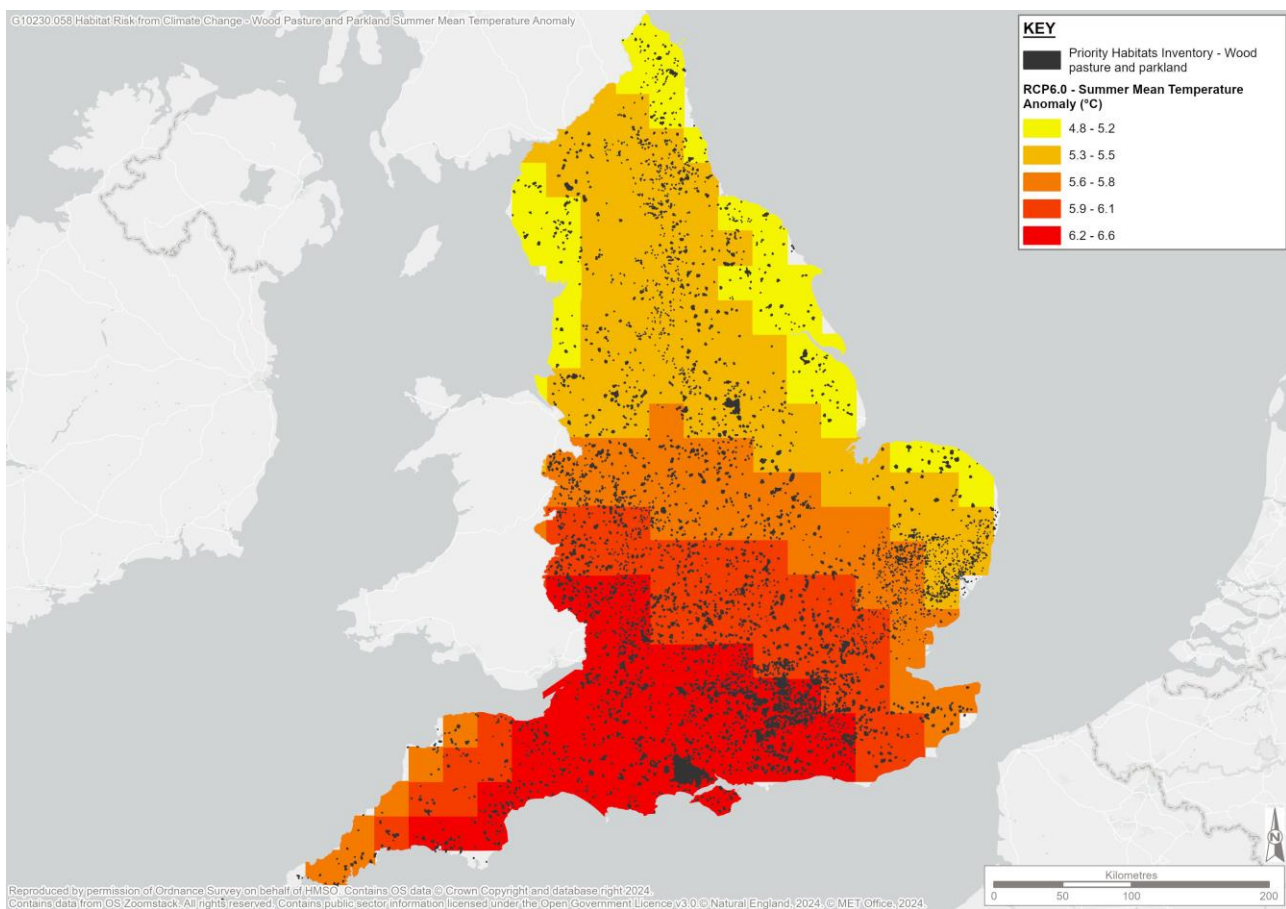 G10230.058 Habitat Risk from Climate Change - Wood Pasture and Parkland Summer Mean Temperature Anomaly
KEY
Priority Habitats Inventory - Wood
pasture and parkland
RCP6.0 - Summer Mean Temperature
Anomaly (°C)
4.8 - 5.2
5.3 - 5.5
5.6 - 5.8
5.9 - 6.1
6.2 - 6.6
N
Kilometres
0 50 100 200
Reproduced by permission of Ordnance Survey on behalf of HMSO. Contains OS data © Crown Copyright and database right 2024.
Contains data from OS Zoomstack. All rights reserved. Contains public sector information licensed under the Open Government Licence v3.0 © Natural England, 2024. © MET Office, 2024.